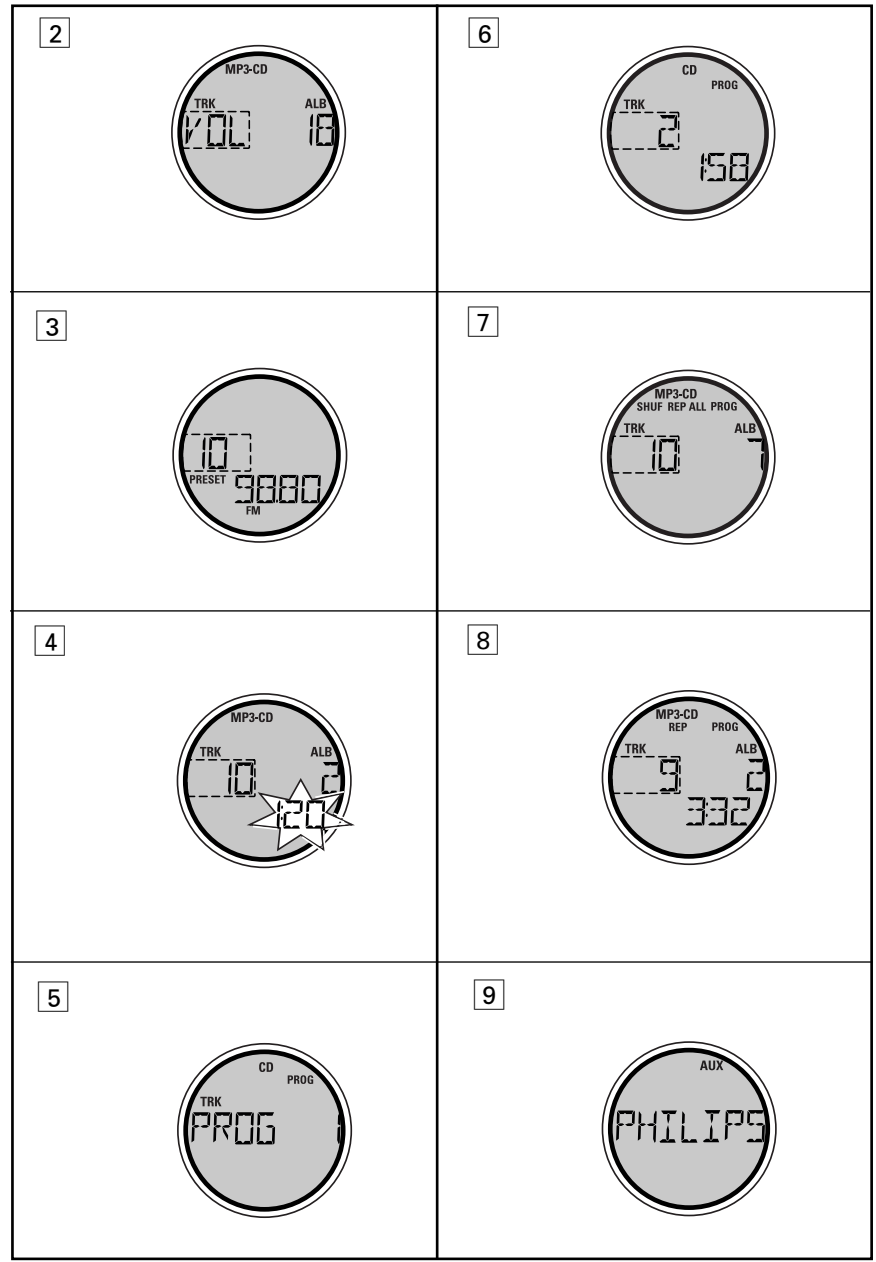 2
MP3-CD
TRK ALB
VOL 18
3
10
PRESET 98.80
FM
4
MP3-CD
TRK ALB
10 2
1:20
5
CD
PROG
TRK
PROG 1
6
CD
PROG
TRK
2
1:58
7
MP3-CD
SHUF REP ALL PROG
TRK ALB
10 7
8
MP3-CD
REP PROG
TRK ALB
9 2
3:32
9
AUX
PHILIPS